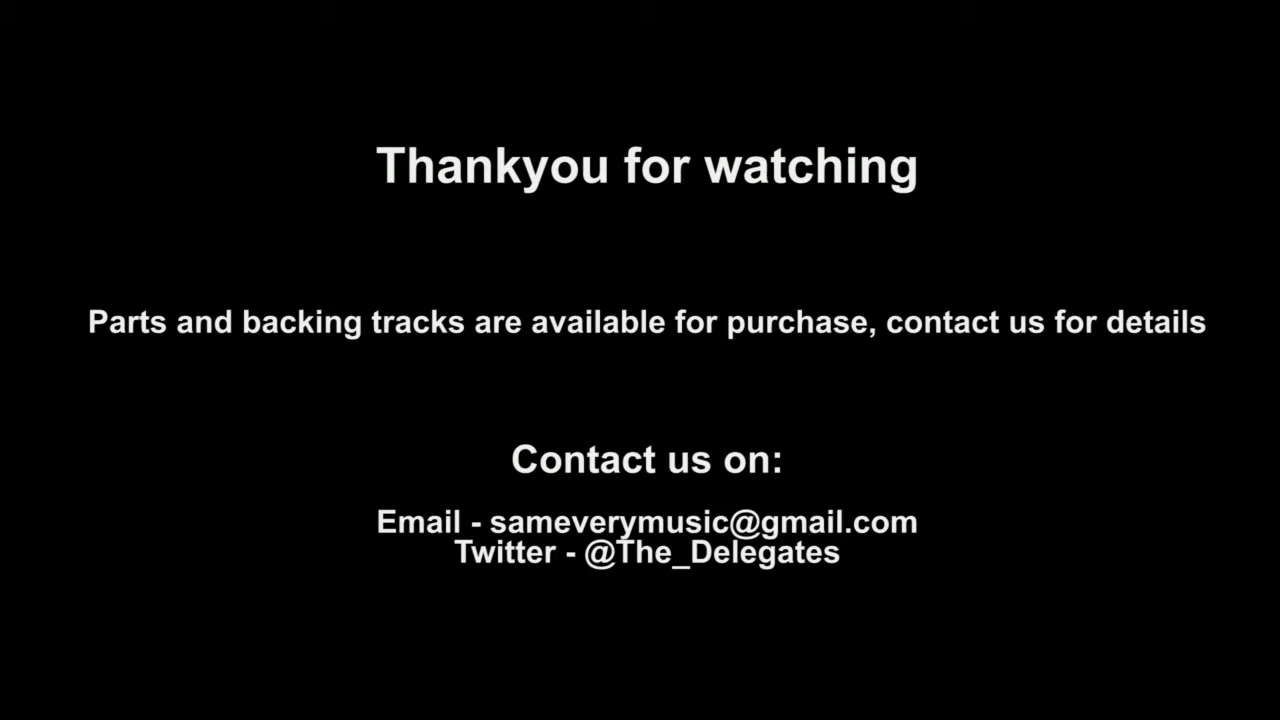 Thankyou for watching
Parts and backing tracks are available for purchase, contact us for details
Contact us on:
Email - sameverymusic@gmail.com
Twitter - @The_Delegates